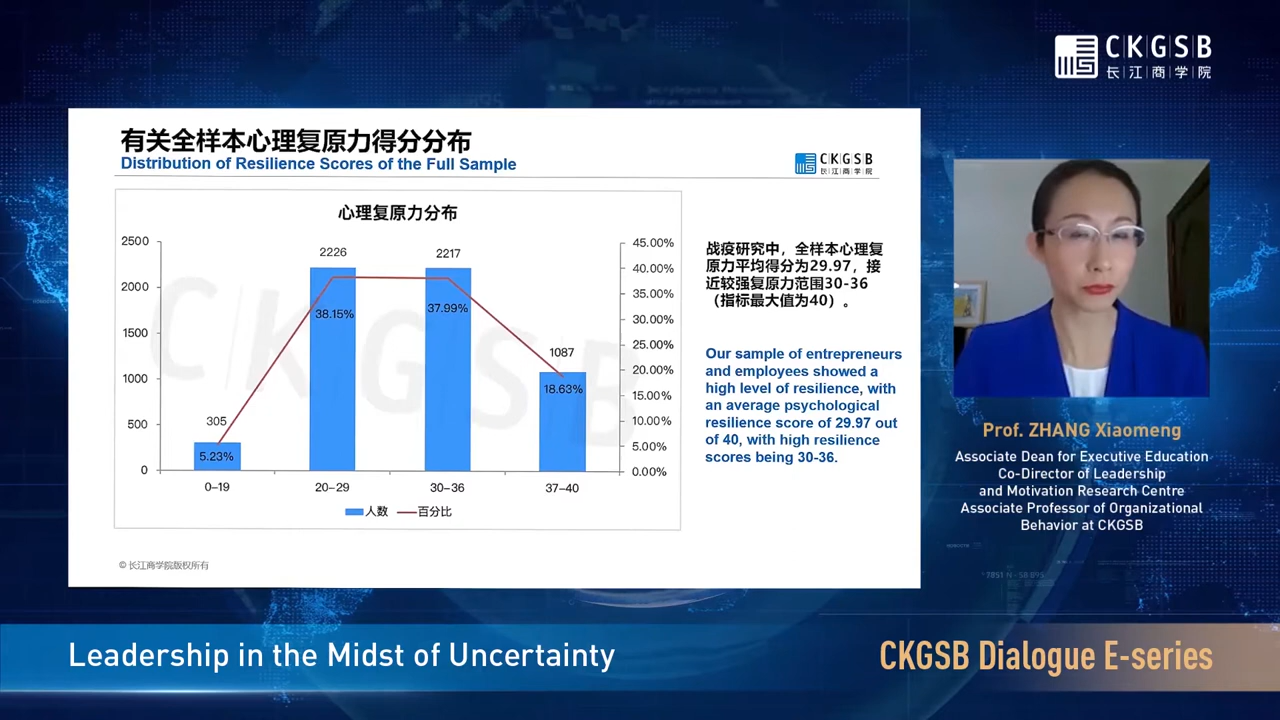 CKGSB
长江商学院
有关全样本心理复原力得分分布
Distribution of Resilience Scores of the Full Sample
CKGSB
长江商学院
心理复原力分布
2500
2000
1500
1000
500
0
45.00%
40.00%
35.00%
30.00%
25.00%
20.00%
15.00%
10.00%
5.00%
0.00%
305
2226
2217
1087
5.23%
38.15%
37.99%
18.63%
0–19
20–29
30–36
37–40
人数
百分比
CKGSB
战疫研究中，全样本心理复
原力平均得分为29.97，接
近较强复原力范围30-36
（指标最大值为40）。
Our sample of entrepreneurs
and employees showed a
high level of resilience, with
an average psychological
resilience score of 29.97 out
of 40, with high resilience
scores being 30-36.
© 长江商学院版权所有
Prof. ZHANG Xiaomeng
Associate Dean for Executive Education
Co-Director of Leadership
and Motivation Research Centre
Associate Professor of Organizational
Behavior at CKGSB
Leadership in the Midst of Uncertainty
CKGSB Dialogue E-series